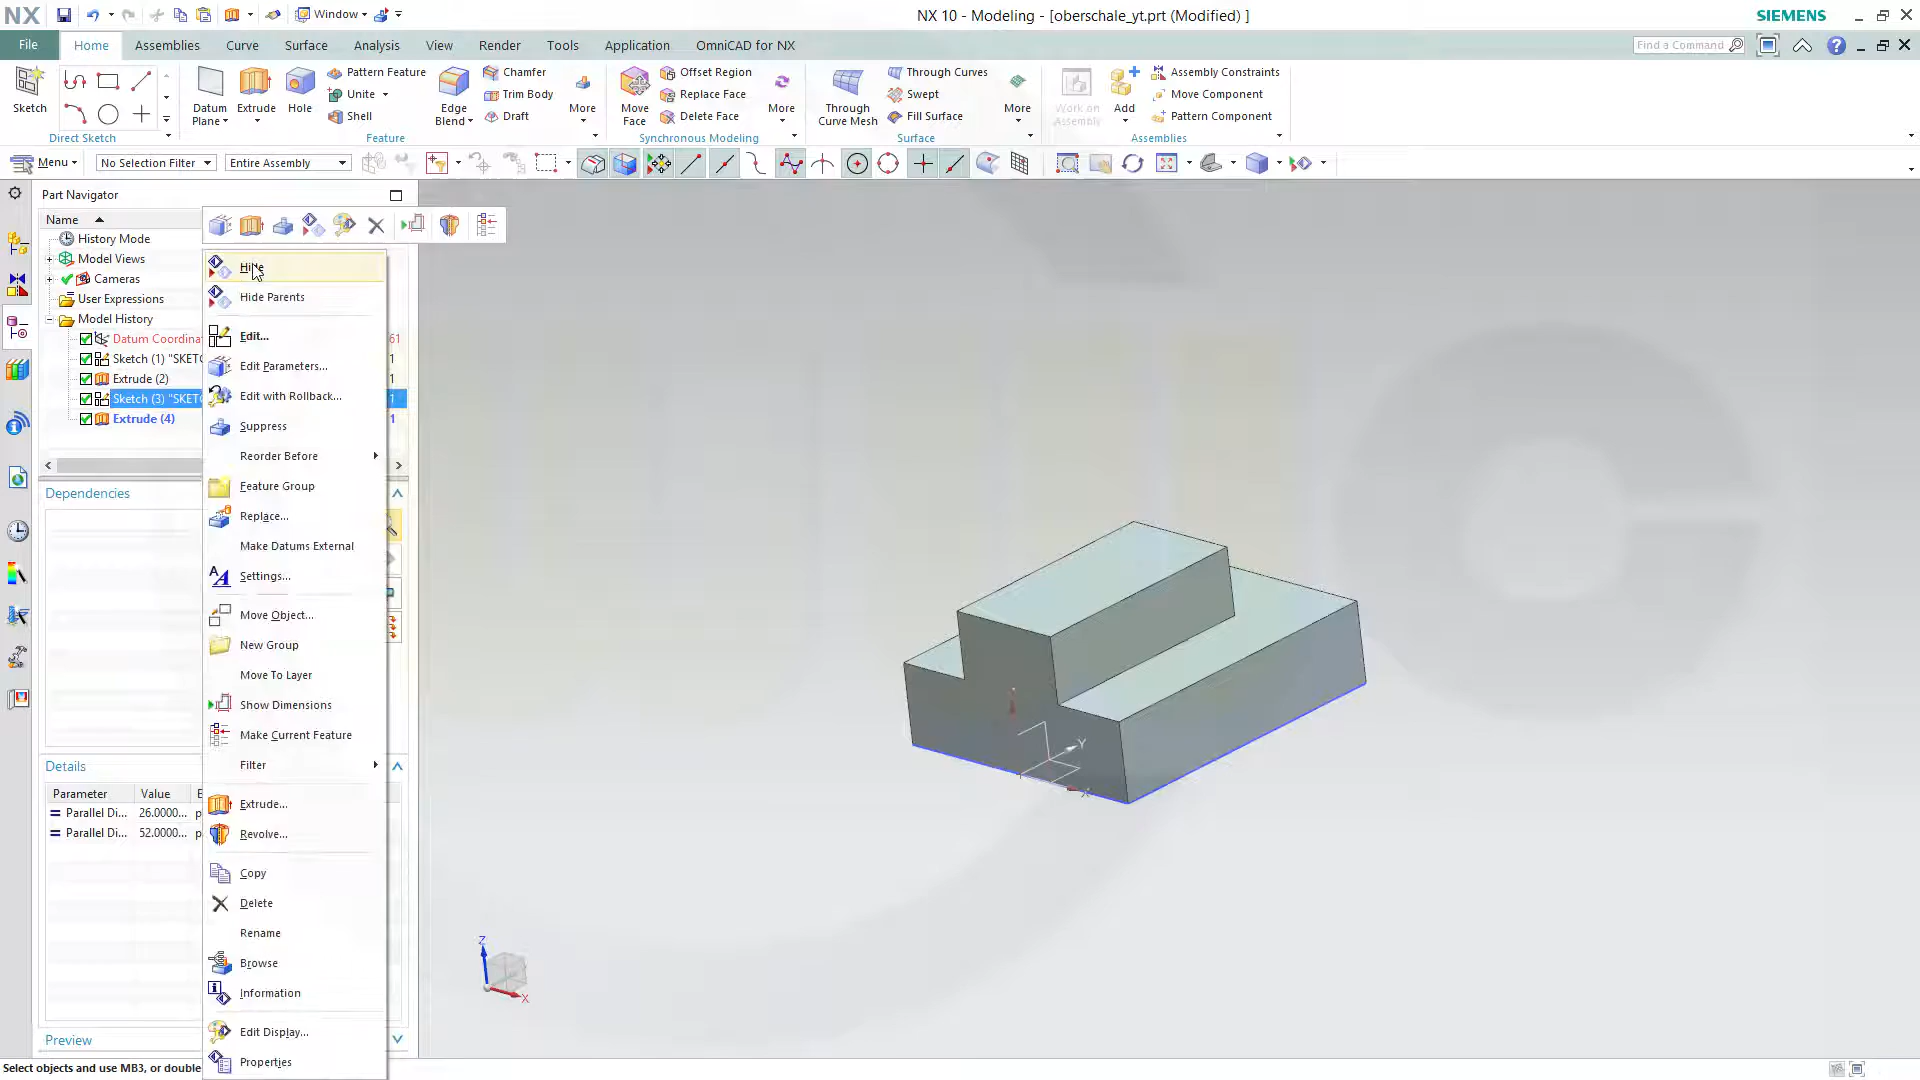 NX
Window
NX 10 - Modeling - [oberschale_yt.prt (Modified) ]
SIEMENS
File
Home
Assemblies
Curve
Surface
Analysis
View
Render
Tools
Application
OmniCAD for NX
Find a Command
Sketch
Direct Sketch
Datum
Plane
Extrude
Hole
Pattern Feature
Unite
Shell
Edge
Blend
Chamfer
Trim Body
Draft
More
Feature
Move
Face
Offset Region
Replace Face
Delete Face
More
Synchronous Modeling
Through
Curve Mesh
Through Curves
Swept
Fill Surface
More
Surface
Work on
Assembly
Add
Assembly Constraints
Move Component
Pattern Component
Assemblies
Menu
No Selection Filter
Entire Assembly
Part Navigator
Name
History Mode
Model Views
Cameras
User Expressions
Model History
Datum Coordina
61
Sketch (1) "SKETC
1
Extrude (2)
1
Sketch (3) "SKETC
1
Extrude (4)
1
Dependencies
Details
Parameter
Value
E
Parallel Di...
26.0000...
p
Parallel Di...
52.0000...
p
Preview
Select objects and use MB3, or double
Hide
Hide Parents
Edit...
Edit Parameters...
Edit with Rollback...
Suppress
Reorder Before
Feature Group
Replace...
Make Datums External
Settings...
Move Object...
New Group
Move To Layer
Show Dimensions
Make Current Feature
Filter
Extrude...
Revolve...
Copy
Delete
Rename
Browse
Information
Edit Display...
Properties
Y
X
Z
X